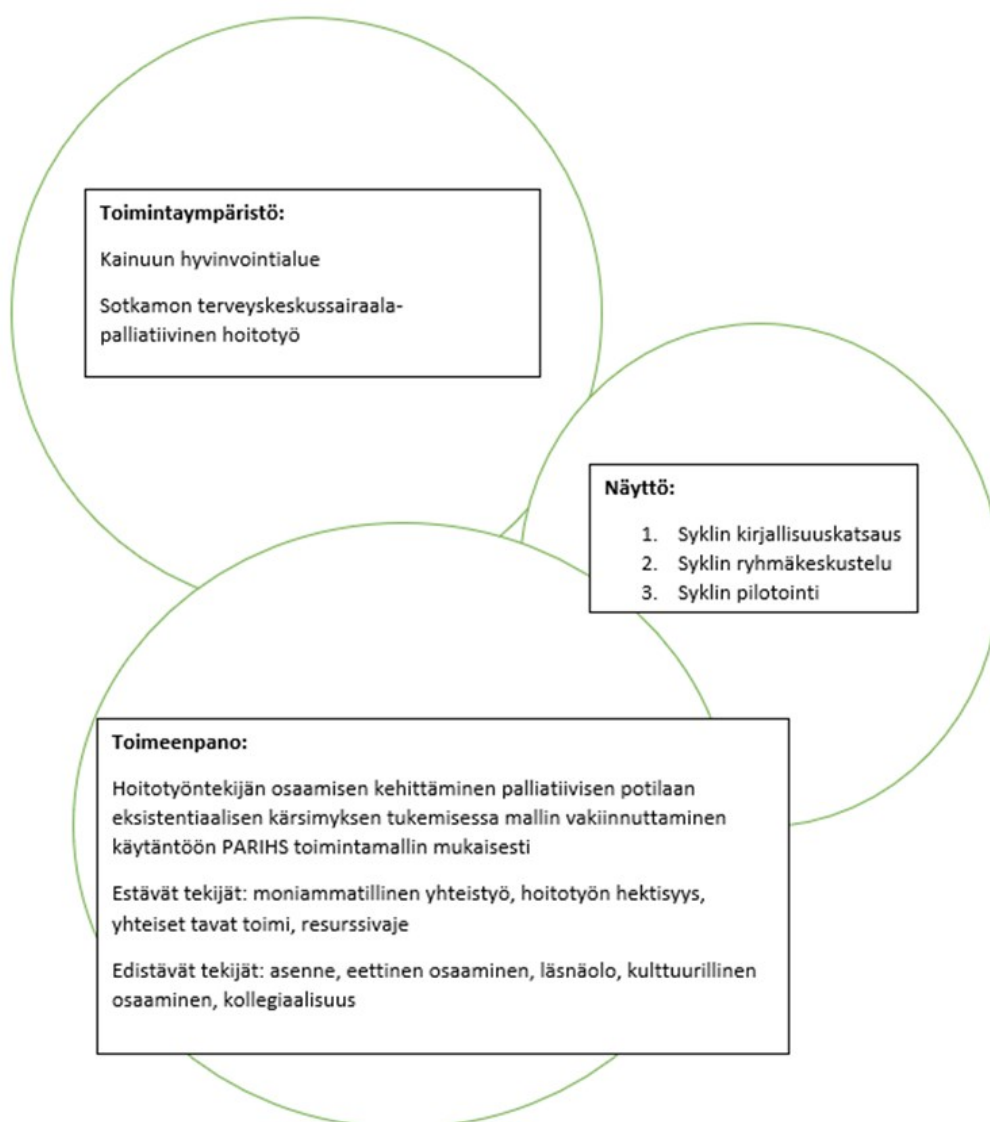 Toimintaympäristö:
Kainuun hyvinvointialue
Sotkamon terveyskeskussairaala-
palliatiivinen hoitotyö
Näyttö:
1. Syklin kirjallisuuskatsaus
2. Syklin ryhmäkeskustelu
3. Syklin pilotointi
Toimeenpano:
Hoitotyöntekijän osaamisen kehittäminen palliatiivisen potilaan
eksistentiaalisen kärsimyksen tukemisessa mallin vakiinnuttaminen
käytäntöön PARIHS toimintamallin mukaisesti
Estävät tekijät: moniammatillinen yhteistyö, hoitotyön hektisyys,
yhteiset tavat toimi, resurssivaje
Edistävät tekijät: asenne, eettinen osaaminen, läsnäolo, kulttuurillinen
osaaminen, kollegiaalisuus